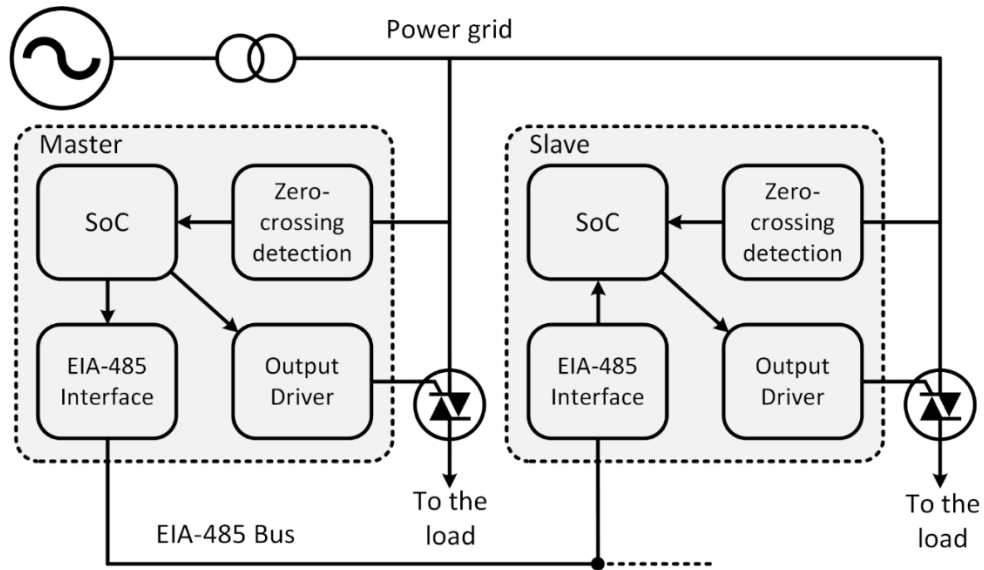 Power grid
Master
SoC
Zero-
crossing
detection
EIA-485
Interface
Output
Driver
To the
load
Slave
SoC
Zero-
crossing
detection
EIA-485
Interface
Output
Driver
To the
load
EIA-485 Bus